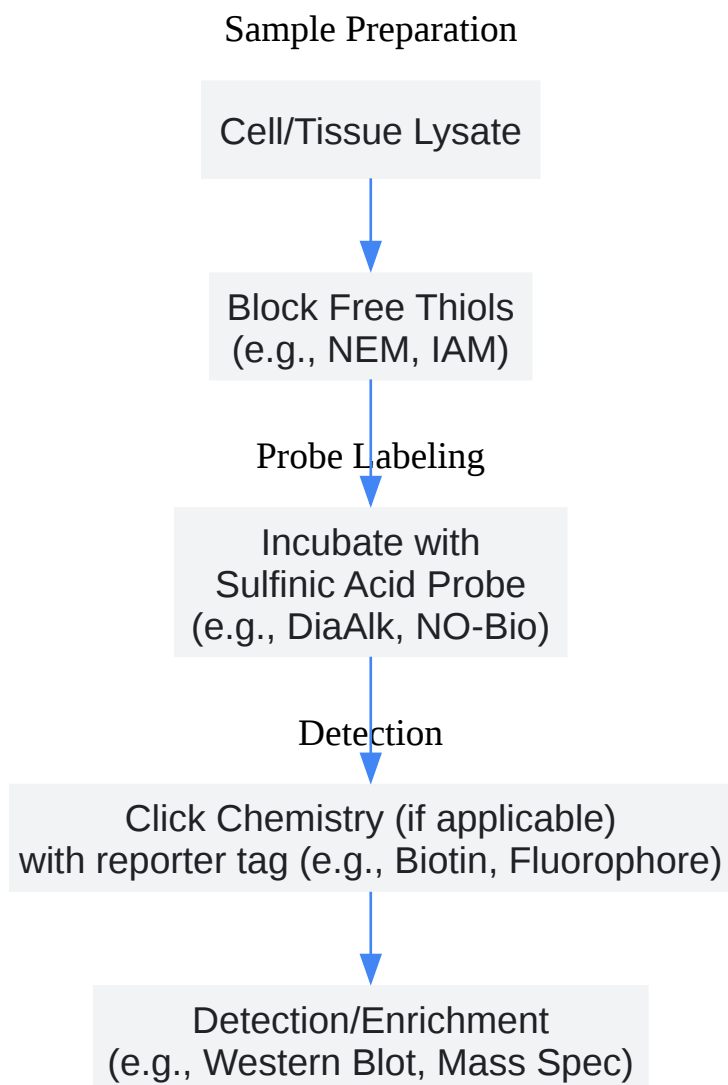 Sample Preparation
Cell/Tissue Lysate
Block Free Thiols
(e.g., NEM, IAM)
Probe Labeling
Incubate with
Sulfinic Acid Probe
(e.g., DiaAlk, NO-Bio)
Detection
Click Chemistry (if applicable)
with reporter tag (e.g., Biotin, Fluorophore)
Detection/Enrichment
(e.g., Western Blot, Mass Spec)